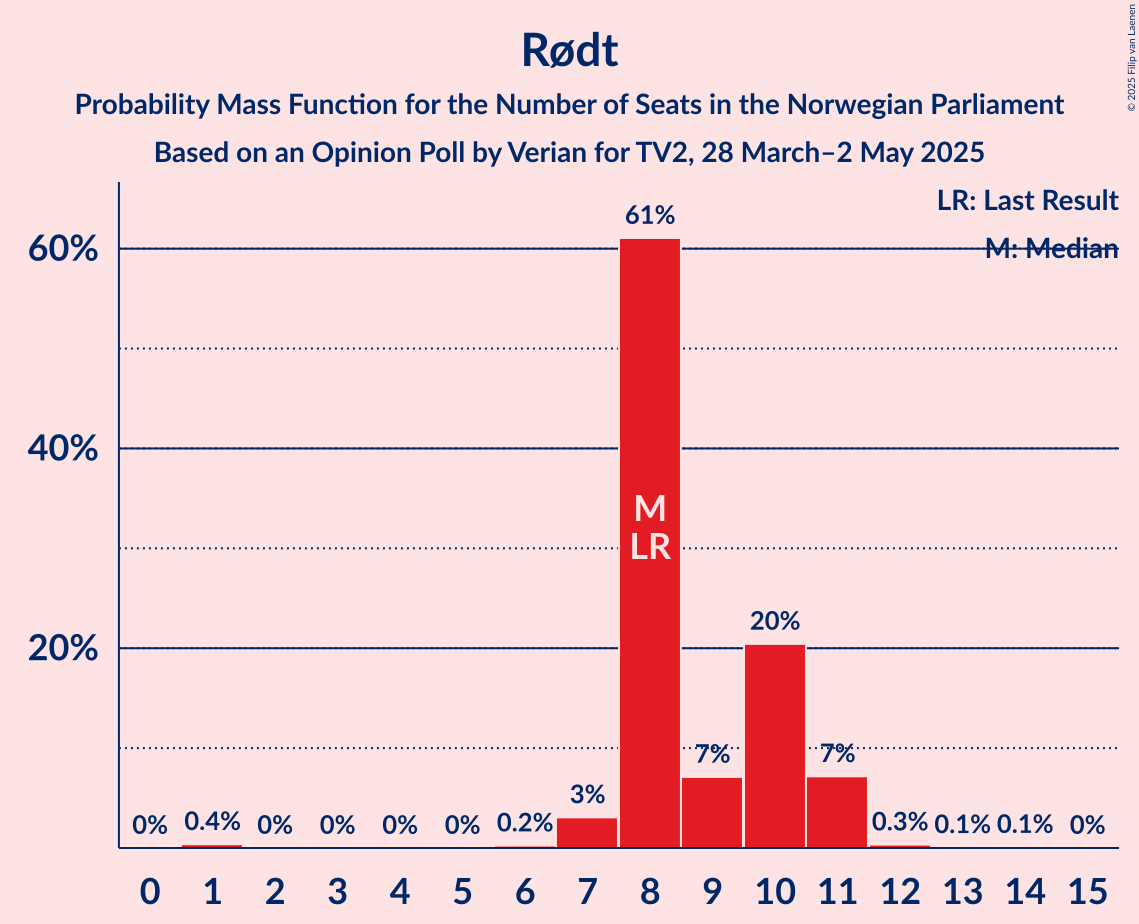 Rødt
Probability Mass Function for the Number of Seats in the Norwegian Parliament
Based on an Opinion Poll by Verian for TV2, 28 March–2 May 2025
© 2025 Filip van Laenen
LR: Last Result
M: Median
60%
40%
20%
0%
0.4%
0%
0%
0%
0%
0.2%
3%
61%
7%
20%
7%
0.3%
0.1%
0.1%
0%
M
LR
0 1 2 3 4 5 6 7 8 9 10 11 12 13 14 15